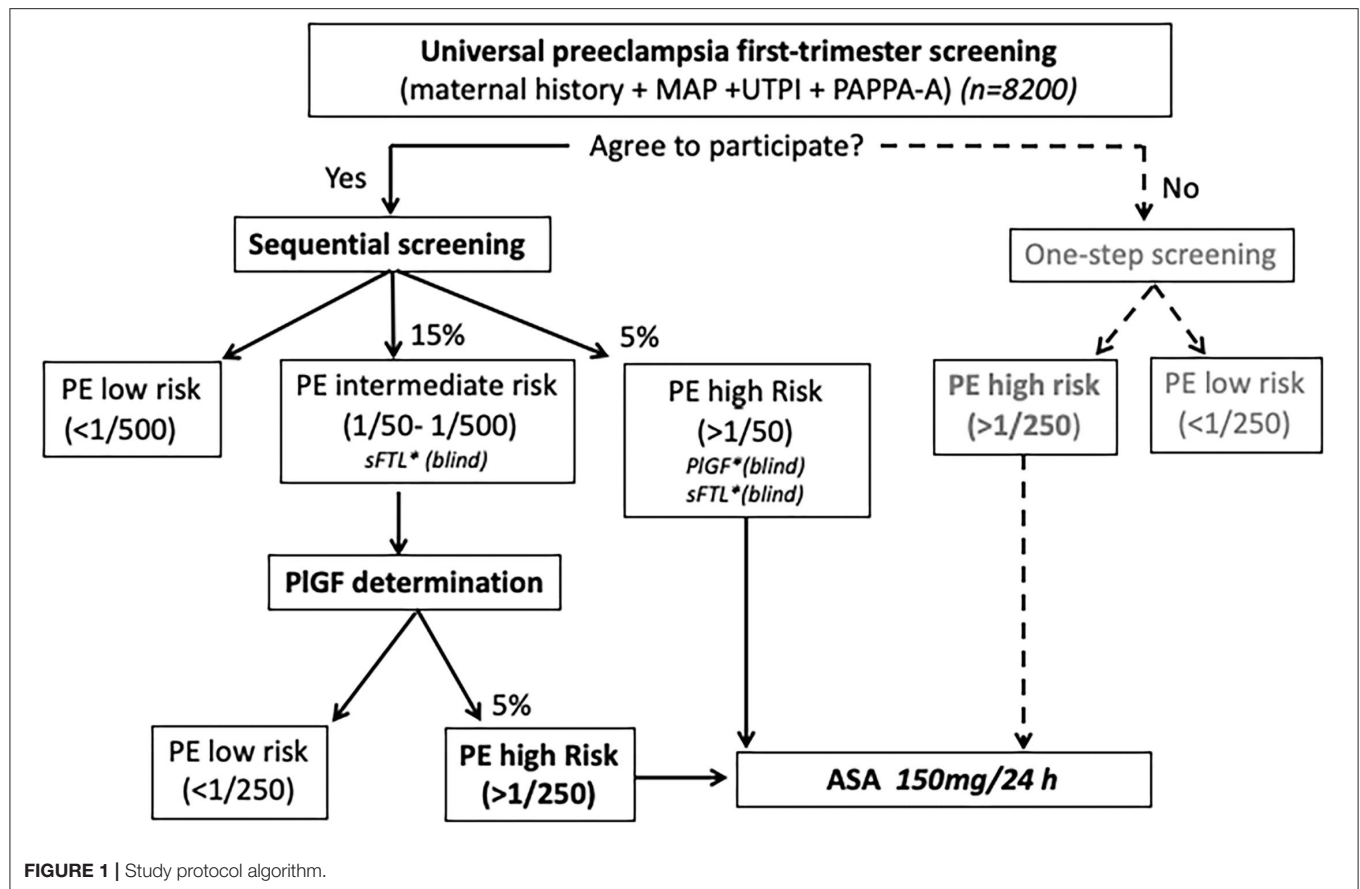 Universal preeclampsia first-trimester screening
(maternal history + MAP +UTPI + PAPPA-A) (n=8200)
Agree to participate?
Yes
No
Sequential screening
One-step screening
15%
5%
PE low risk
(<1/500)
PE intermediate risk
(1/50- 1/500)
sFTL* (blind)
PE high Risk
(>1/50)
PlGF*(blind)
sFTL*(blind)
PE high risk
(>1/250)
PE low risk
(<1/250)
PlGF determination
5%
PE low risk
(<1/250)
PE high Risk
(>1/250)
ASA 150mg/24 h
FIGURE 1 | Study protocol algorithm.